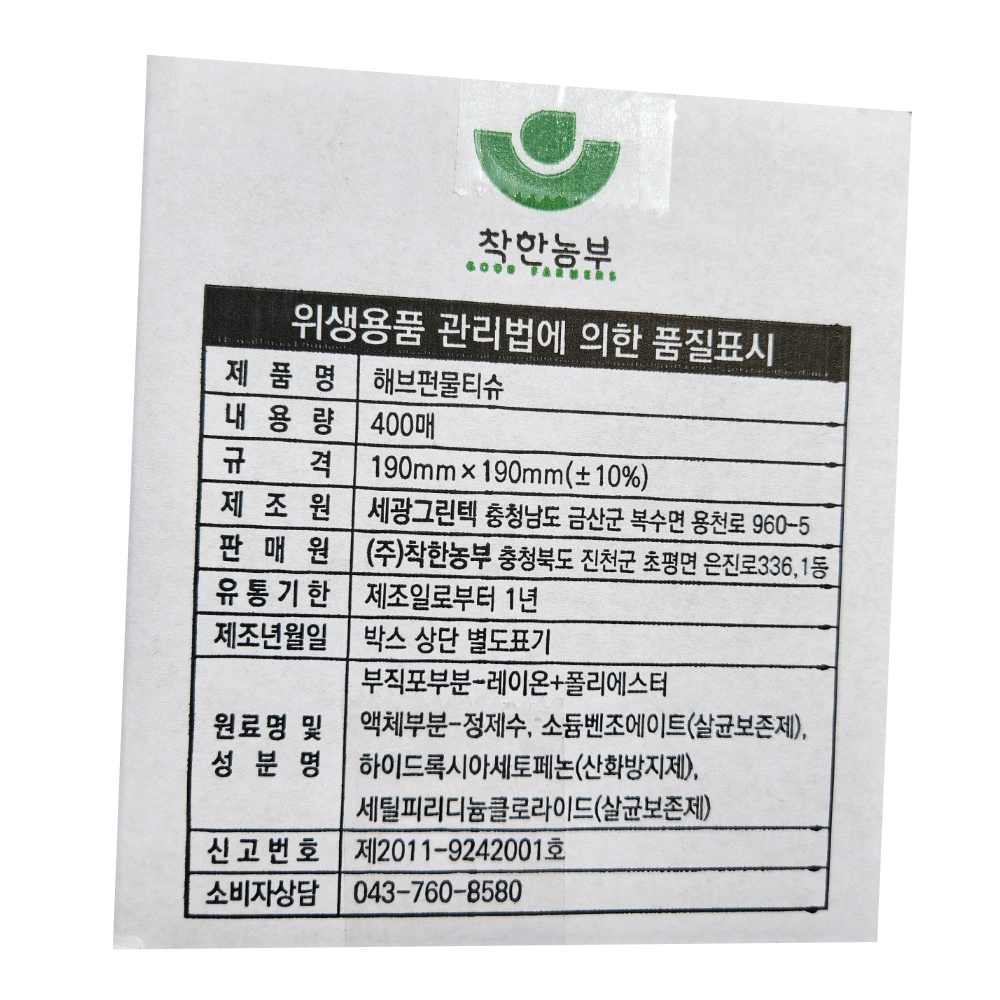 착한농부
GOOD FARMERS
위생용품 관리법에 의한 품질표시
제 품 명 해브펀물티슈
내 용 량 400매
규 격 190mm×190mm(±10%)
제 조 원 세광그린텍 충청남도 금산군 복수면 용천로 960-5
판 매 원 (주)착한농부 충청북도 진천군 초평면 은진로336,1동
유통기한 제조일로부터 1년
제조년월일 박스 상단 별도표기
원료명 및 성 분 명 부직포부분-레이온+폴리에스터
액체부분-정제수, 소듐벤조에이트(살균보존제),
하이드록시아세토페논(산화방지제),
세틸피리디늄클로라이드(살균보존제)
신고번호 제2011-9242001호
소비자상담 043-760-8580